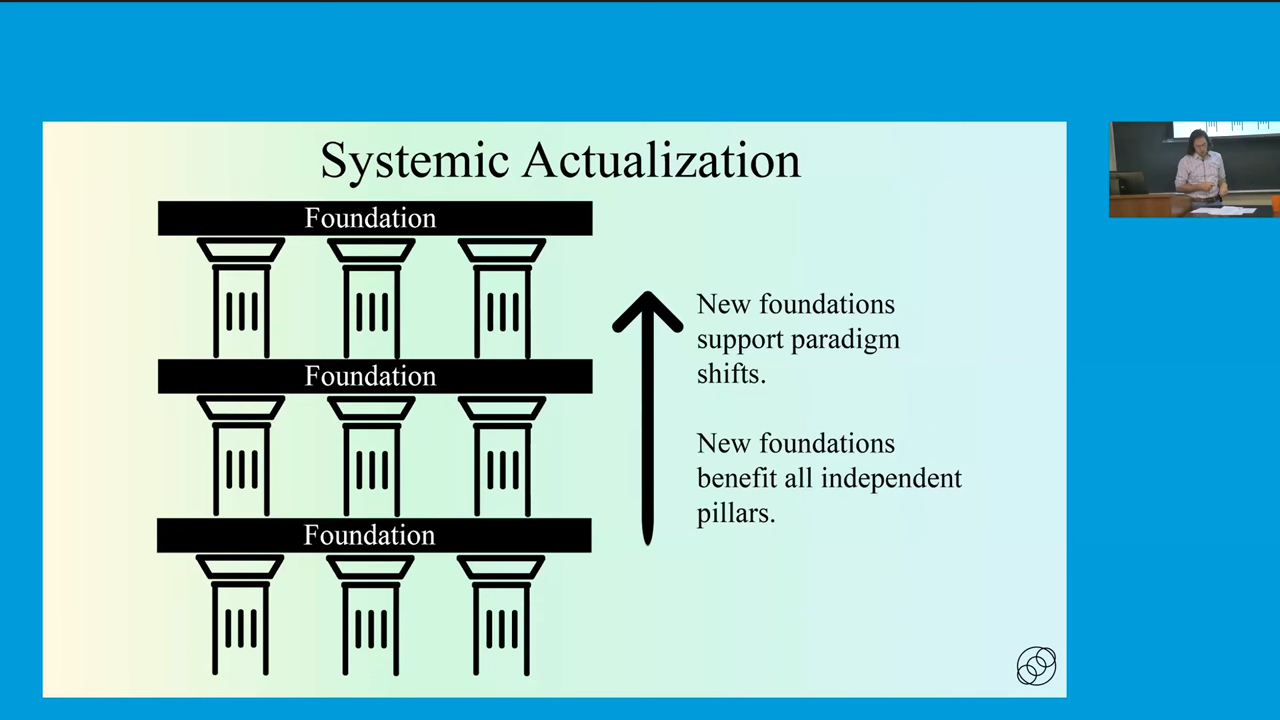 Systemic Actualization
Foundation
Foundation
Foundation
New foundations
support paradigm
shifts.
New foundations
benefit all independent
pillars.